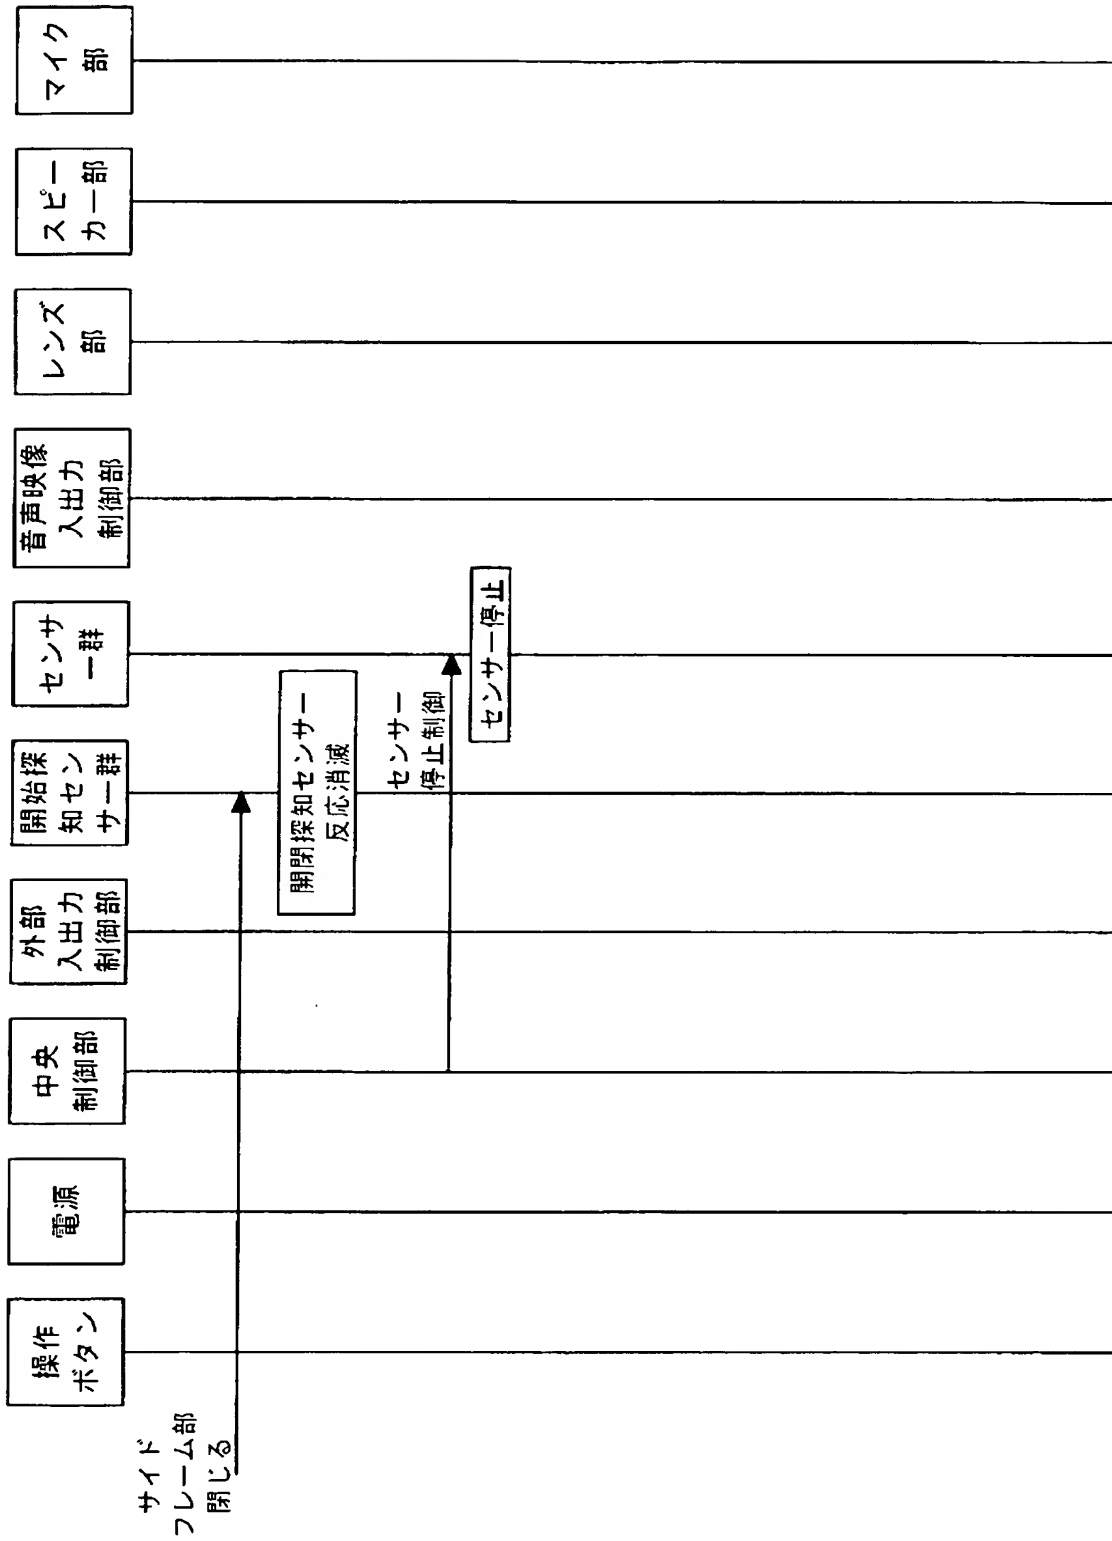 操作
ボタン
電源
中央
制御部
外部
入出力
制御部
開始探
知セン
サー群
センサ
ー群
音声映像
入出力
制御部
レンズ
部
スピー
カー部
マイク
部
サイド
フレーム部
閉じる
開閉探知センサー
反応消滅
センサー
停止制御
センサー停止